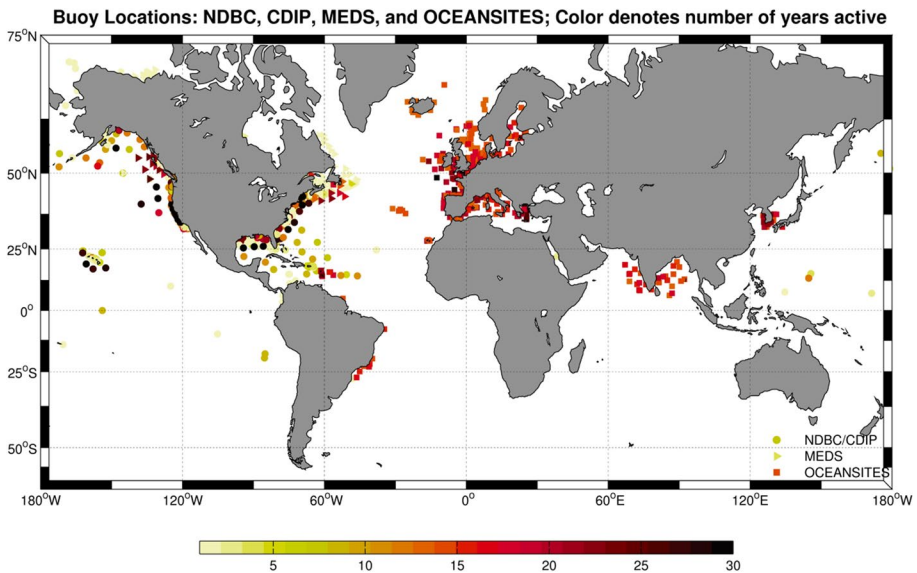 Buoy Locations: NDBC, CDIP, MEDS, and OCEANSITES; Color denotes number of years active
75°N
50°N
25°N
0°
25°S
50°S
NDBC/CDIP
MEDS
OCEANSITES
180°W 120°W 60°W 0° 60°E 120°E 180°W
5 10 15 20 25 30